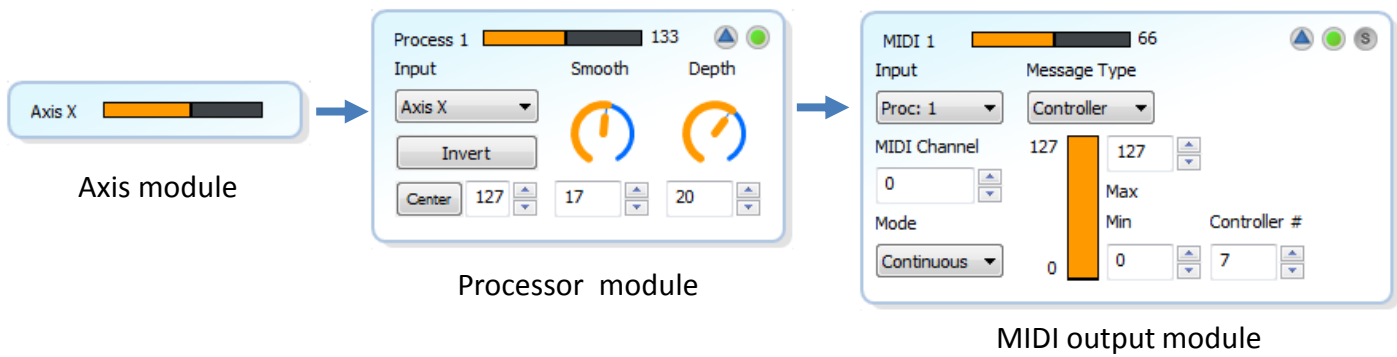 Axis X
Axis module
Process 1 133
Input Smooth Depth
Axis X
Invert
Center 127 17 20
Processor module
MIDI 1 66 S
Input Message Type
Proc: 1 Controller
MIDI Channel 127 127
0
Max
Mode Min Controller #
Continuous 0 0 7
MIDI output module